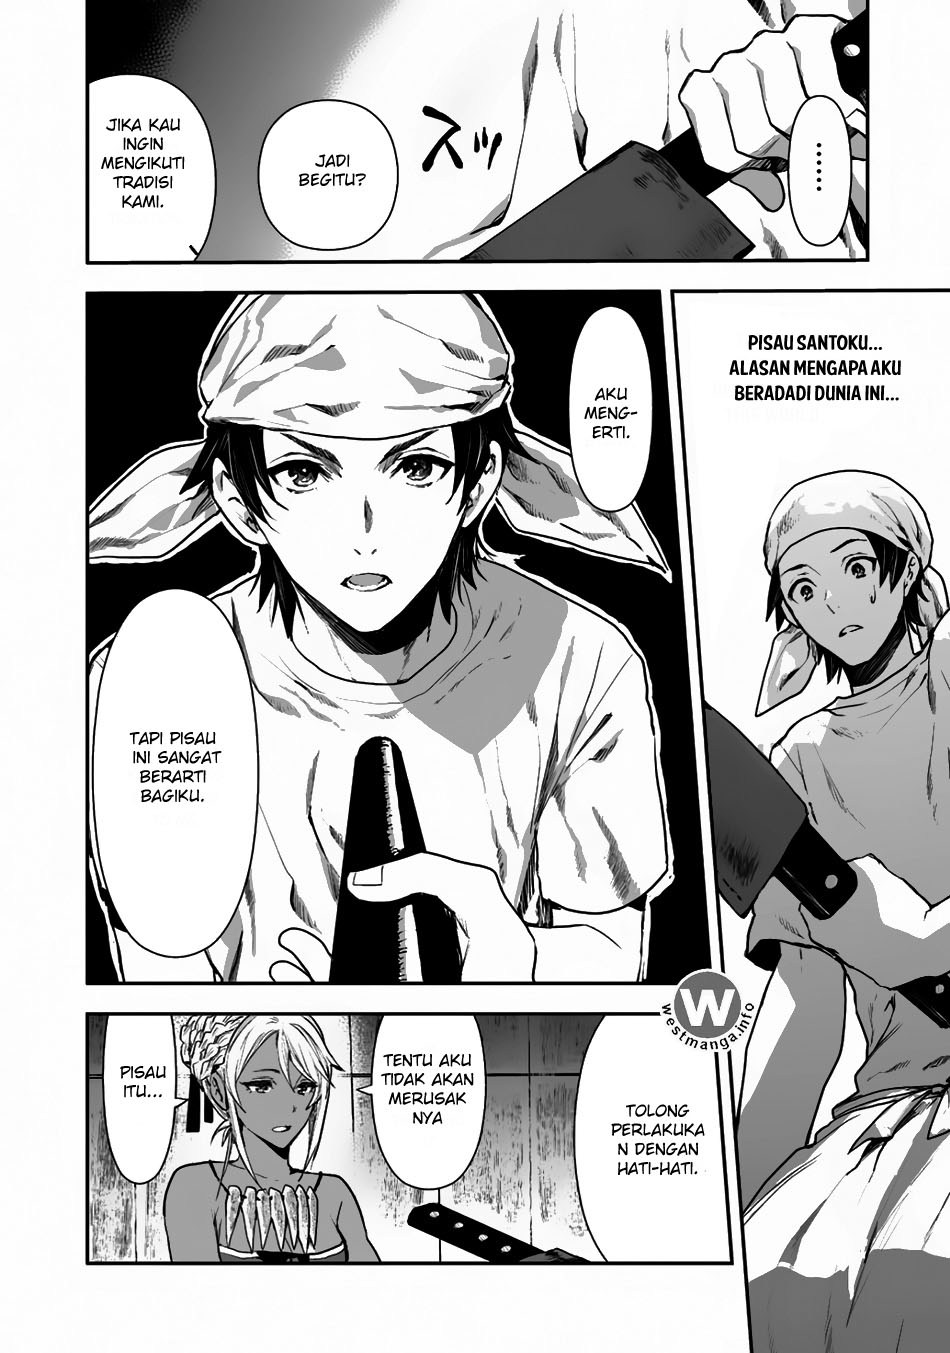 .........
スッ
JADI
BEGITU?
JIKA KAU
INGIN
MENGIKUTI
TRADISI
KAMI.
PISAU SANTOKU...
ALASAN MENGAPA AKU
BERADADI DUNIA INI...
AKU
MENG-
ERTI.
TAPI PISAU
INI SANGAT
BERARTI
BAGIKU.
W
westmanga.info
TOLONG
PERLAKUKA
N DENGAN
HATI-HATI.
TENTU AKU
TIDAK AKAN
MERUSAK
NYA
PISAU
ITU...